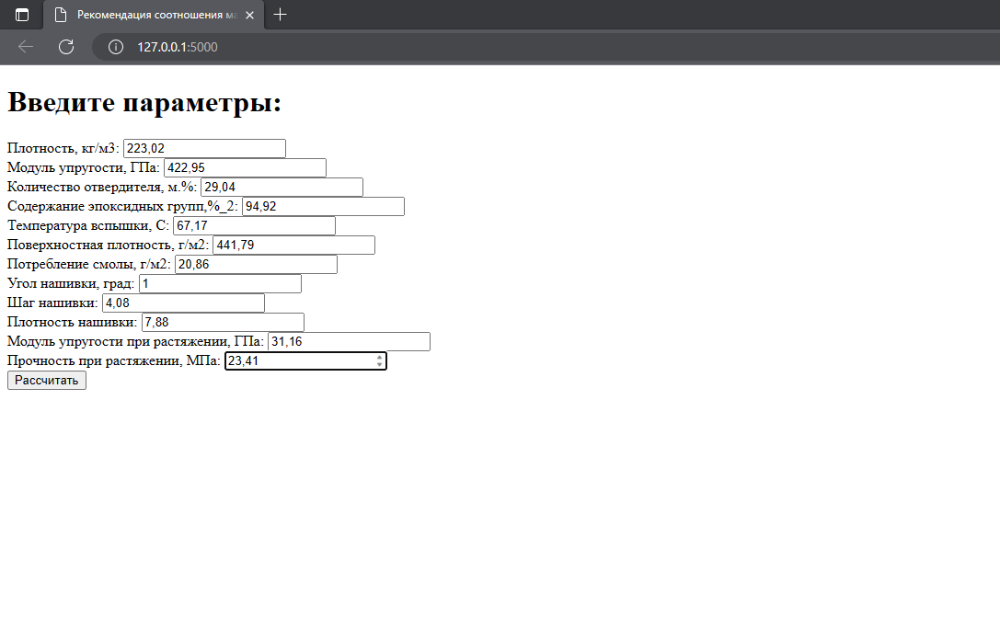 Рекомендация соотношения ма
127.0.0.1:5000
Введите параметры:
Плотность, кг/м3: 223,02
Модуль упругости, ГПа: 422,95
Количество отвердителя, м.%: 29,04
Содержание эпоксидных групп,%_2: 94,92
Температура вспышки, С: 67,17
Поверхностная плотность, г/м2: 441,79
Потребление смолы, г/м2: 20,86
Угол нашивки, град: 1
Шаг нашивки: 4,08
Плотность нашивки: 7,88
Модуль упругости при растяжении, ГПа: 31,16
Прочность при растяжении, МПа: 23,41
Рассчитать